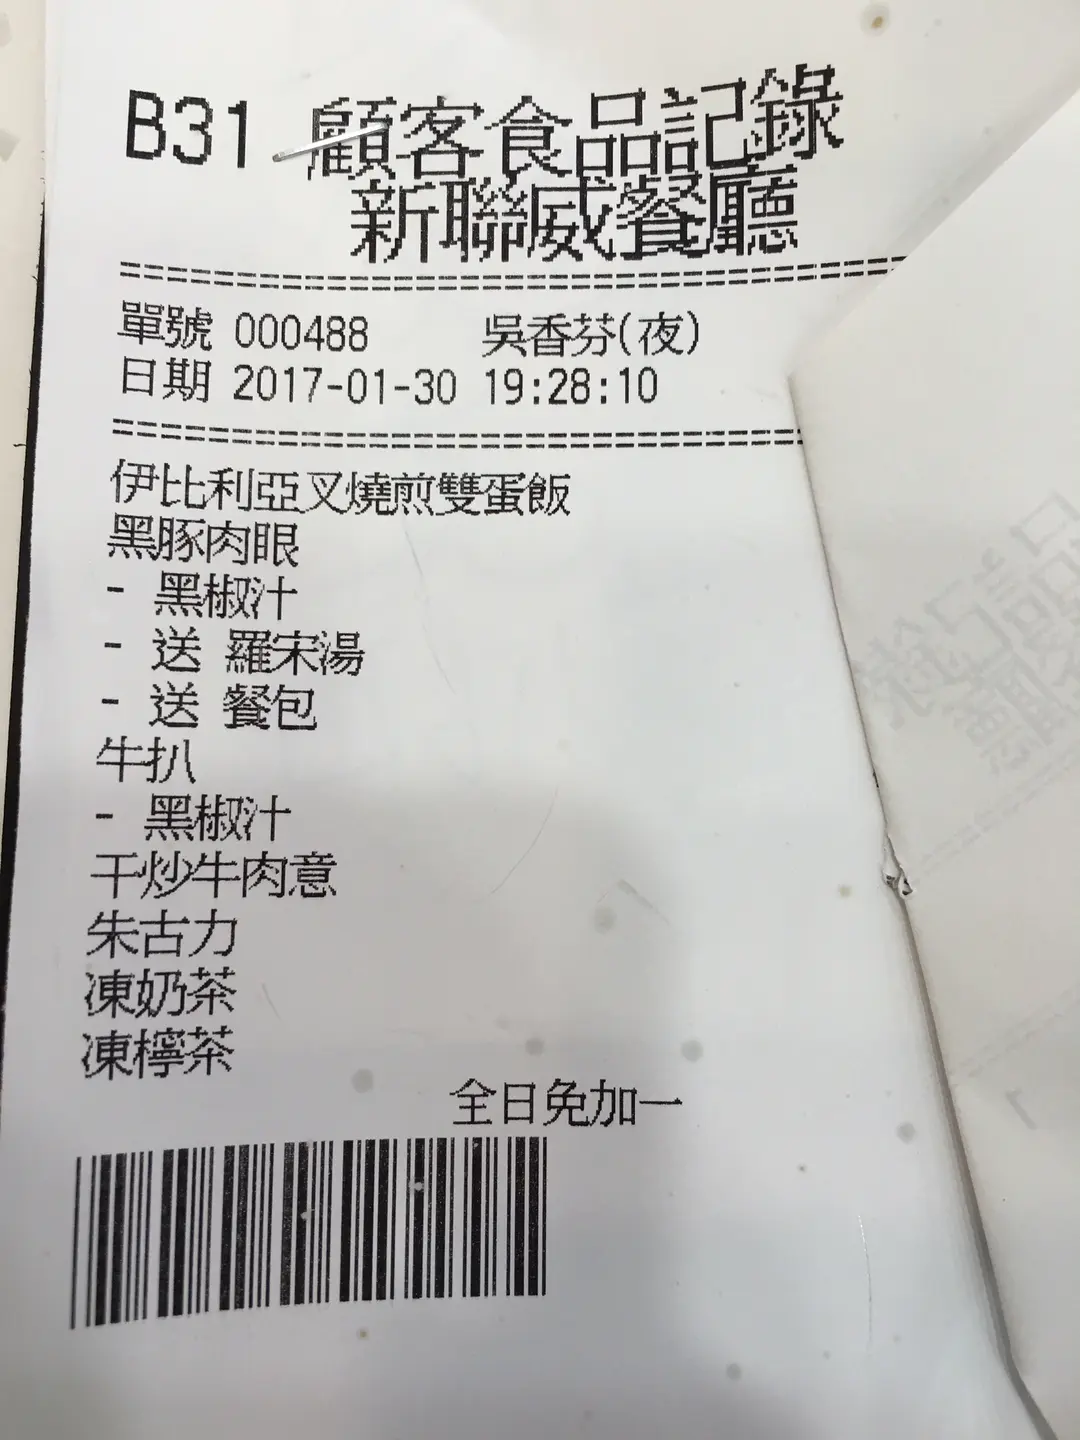 B31 顧客食品記錄
新聯威餐廳
================================
單號 000488 吳香芬(夜)
日期 2017-01-30 19:28:10
==============================
伊比利亞叉燒煎雙蛋飯
黑豚肉眼
- 黑椒汁
- 送 羅宋湯
- 送 餐包
牛扒
- 黑椒汁
干炒牛肉意
朱古力
凍奶茶
凍檸茶
全日免加一